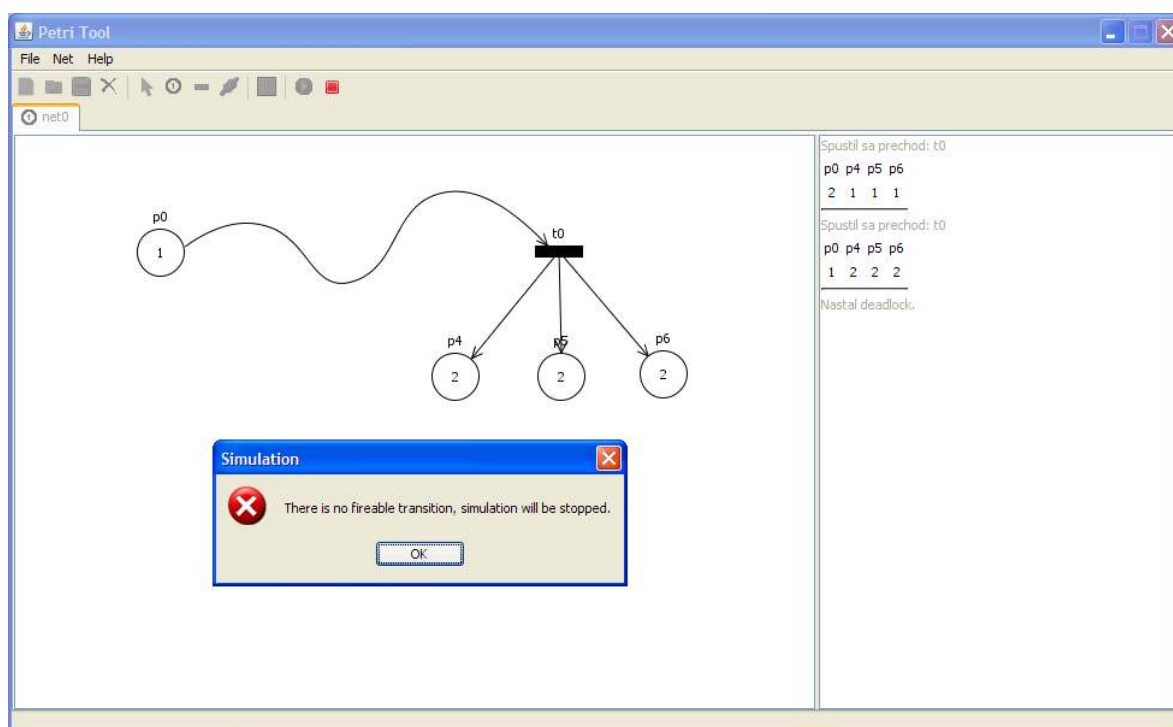 Petri Tool
File Net Help
net0
p0
1
t0
p4
2
p5
2
p6
2
Spustil sa prechod: t0
p0 p4 p5 p6
2 1 1 1
Spustil sa prechod: t0
p0 p4 p5 p6
1 2 2 2
Nastal deadlock.
Simulation
There is no fireable transition, simulation will be stopped.
OK